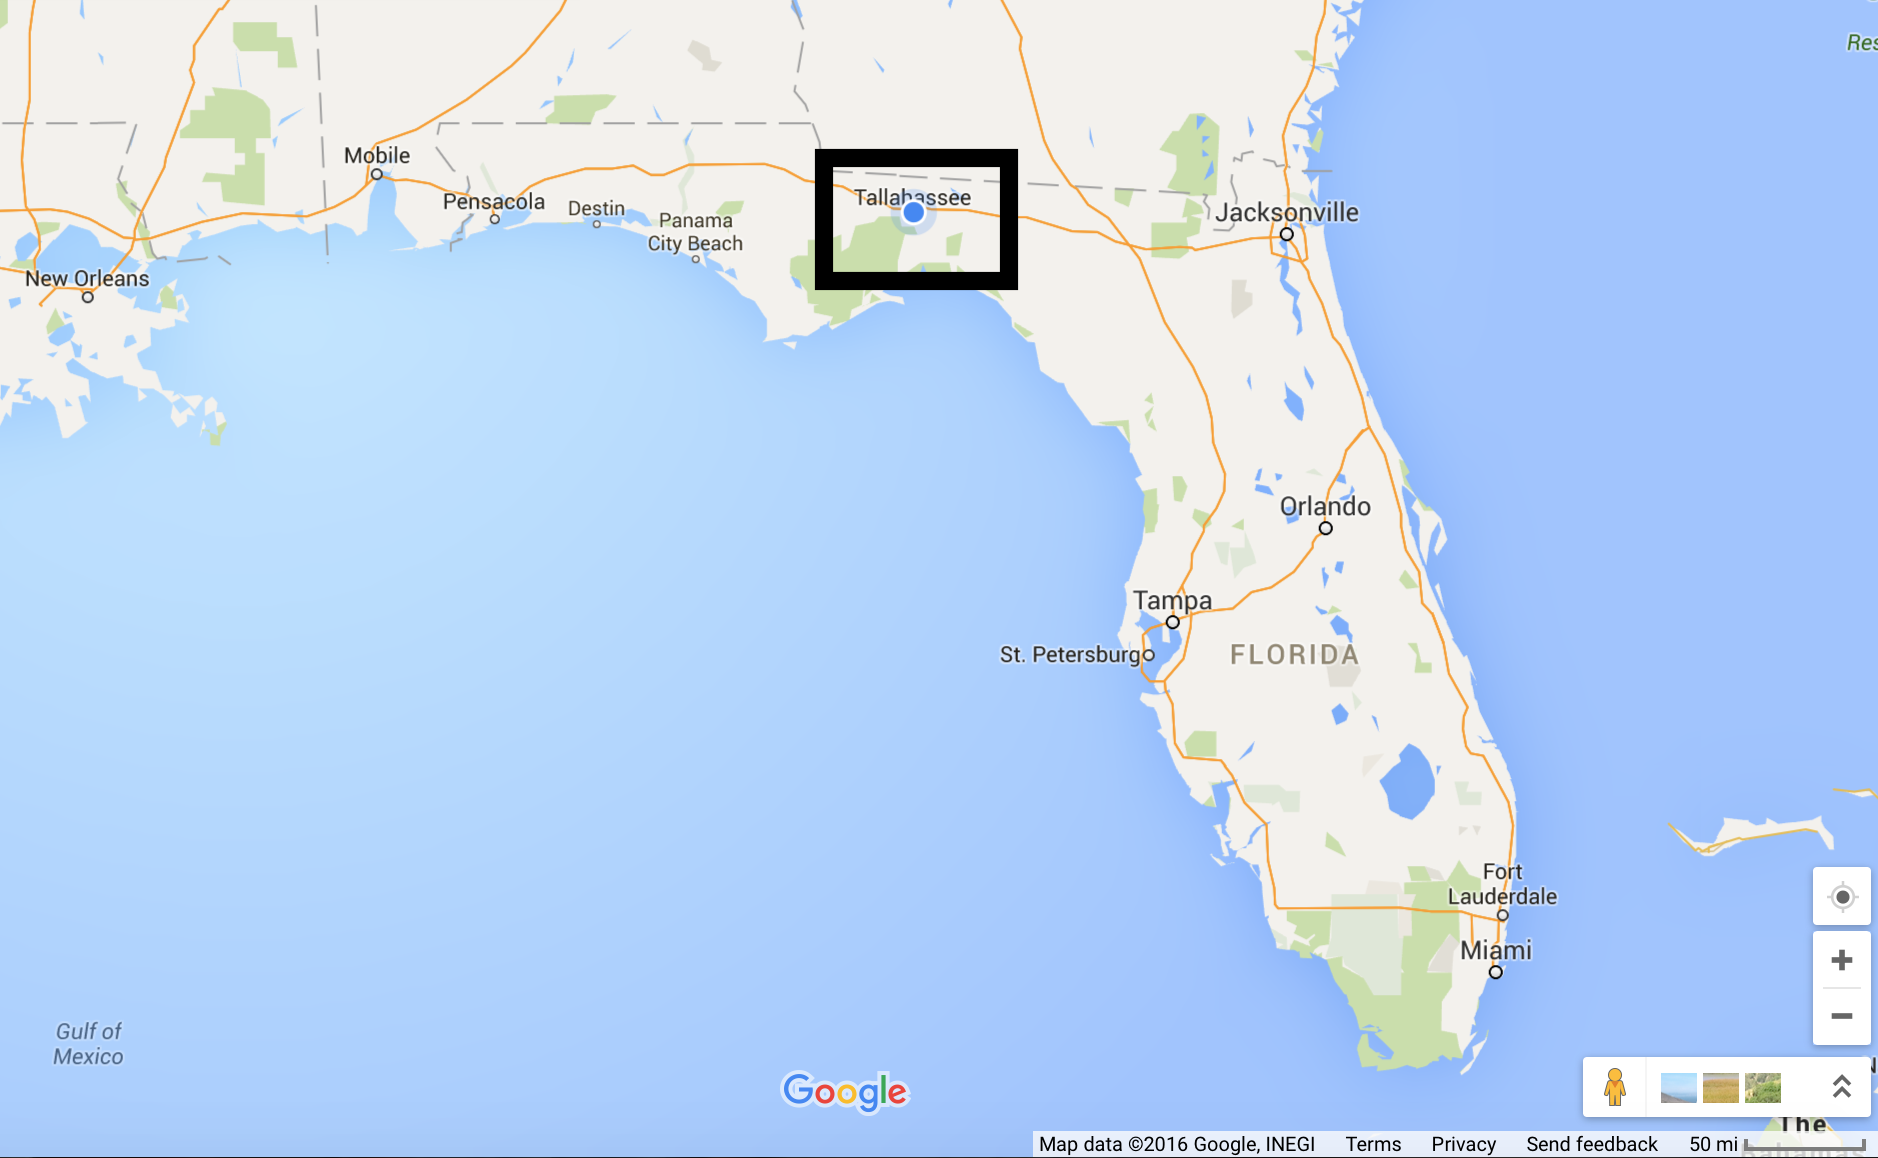 Res
Mobile
Pensacola
Destin
Panama
City Beach
Tallahassee
Jacksonville
New Orleans
Orlando
Tampa
St. Petersburg
FLORIDA
Fort
Lauderdale
Miami
Gulf of
Mexico
Google
The
Bahamas
Map data ©2016 Google, INEGI Terms Privacy Send feedback 50 mi